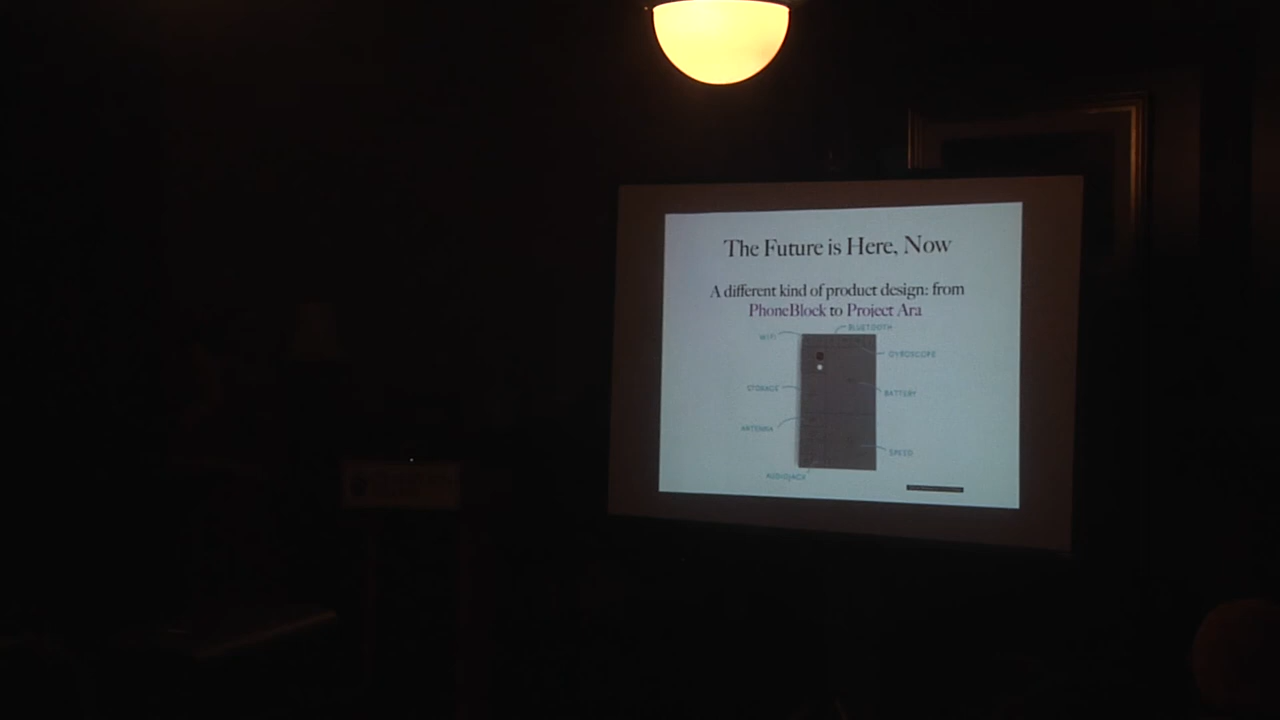 The Future is Here, Now
A different kind of product design: from
PhoneBlock to Project Ara
BLUETOOTH
WIFI
GYROSCOPE
STORAGE
BATTERY
ANTENNA
SPEED
AUDIOJACK